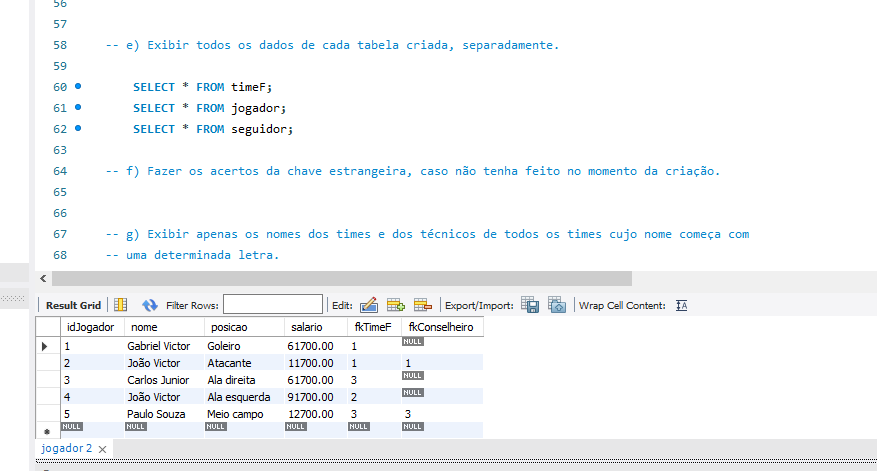 56
57
58 -- e) Exibir todos os dados de cada tabela criada, separadamente.
59
60 SELECT * FROM timeF;
61 SELECT * FROM jogador;
62 SELECT * FROM seguidor;
63
64 -- f) Fazer os acertos da chave estrangeira, caso não tenha feito no momento da criação.
65
66
67 -- g) Exibir apenas os nomes dos times e dos técnicos de todos os times cujo nome começa com
68 -- uma determinada letra.
Result Grid Filter Rows: Edit: Export/Import: Wrap Cell Content: IA
idJogador nome posicao salario fkTimeF fkConselheiro
1 Gabriel Victor Goleiro 61700.00 1 NULL
2 João Victor Atacante 11700.00 1 1
3 Carlos Junior Ala direita 61700.00 3 NULL
4 João Victor Ala esquerda 91700.00 2 NULL
5 Paulo Souza Meio campo 12700.00 3 3
NULL NULL NULL NULL NULL NULL
jogador 2